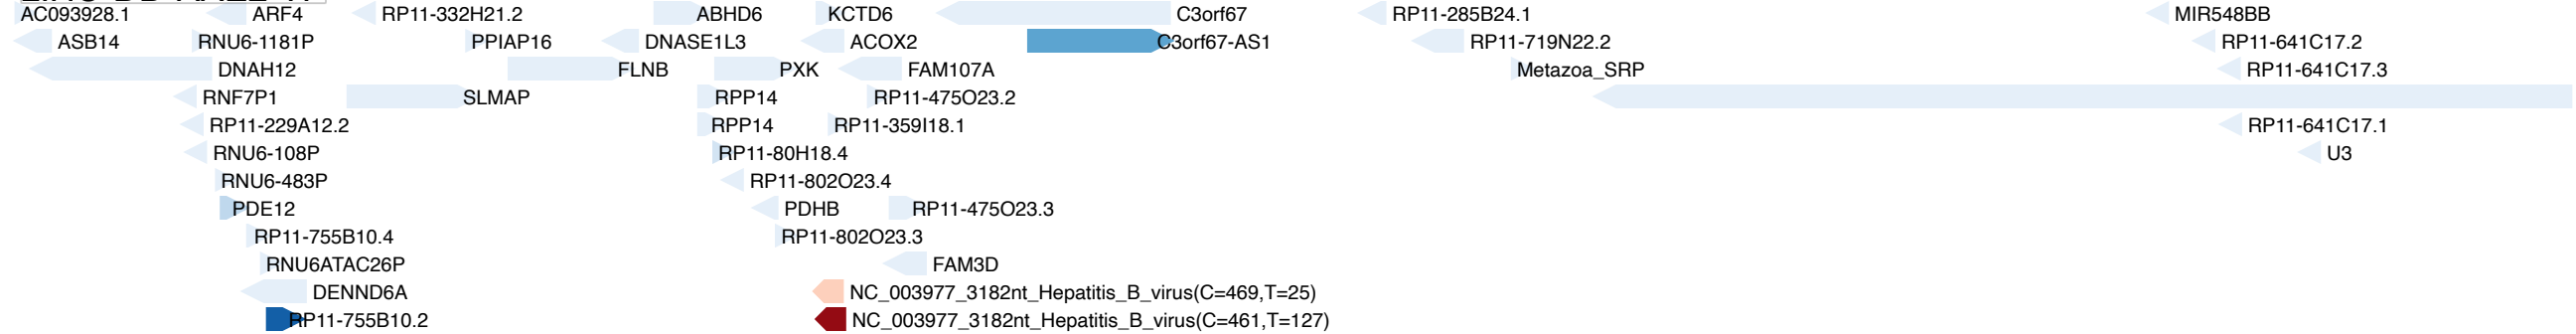 AC093928.1 ARF4 RP11-332H21.2 ABHD6 KCTD6 C3orf67 RP11-285B24.1 MIR548BB
ASB14 RNU6-1181P PPIAP16 DNASE1L3 ACOX2 C3orf67-AS1 RP11-719N22.2 RP11-641C17.2
DNAH12 FLNB PXK FAM107A Metazoa_SRP RP11-641C17.3
RNF7P1 SLMAP RPP14 RP11-475O23.2
RP11-229A12.2 RPP14 RP11-359I18.1 RP11-641C17.1
RNU6-108P RP11-80H18.4 U3
RNU6-483P RP11-802O23.4
PDE12 PDHB RP11-475O23.3
RP11-755B10.4 RP11-802O23.3
RNU6ATAC26P FAM3D
DENND6A NC_003977_3182nt_Hepatitis_B_virus(C=469,T=25)
RP11-755B10.2 NC_003977_3182nt_Hepatitis_B_virus(C=461,T=127)